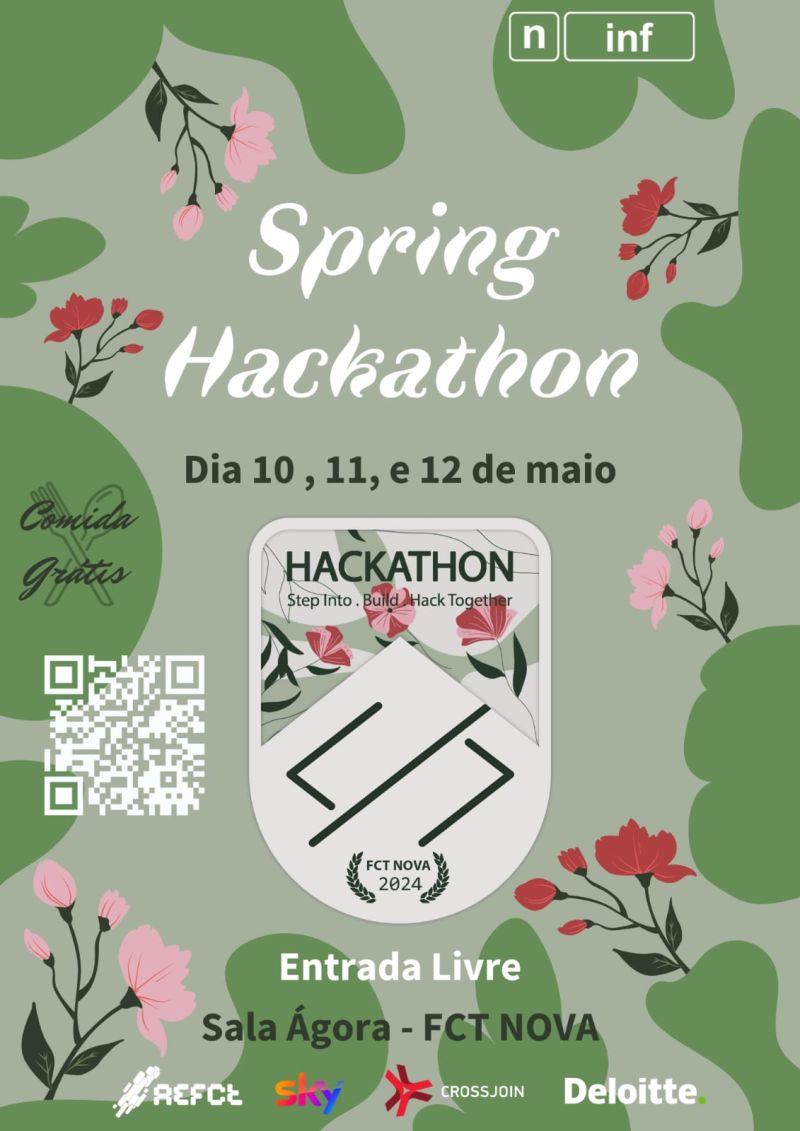 n inf
Spring
Hackathon
Dia 10 , 11, e 12 de maio
Comida
Grátis
HACKATHON
Step Into . Build . Hack Together
FCT NOVA
2024
Entrada Livre
Sala Ágora - FCT NOVA
AEFCT sky CROSSJOIN Deloitte.